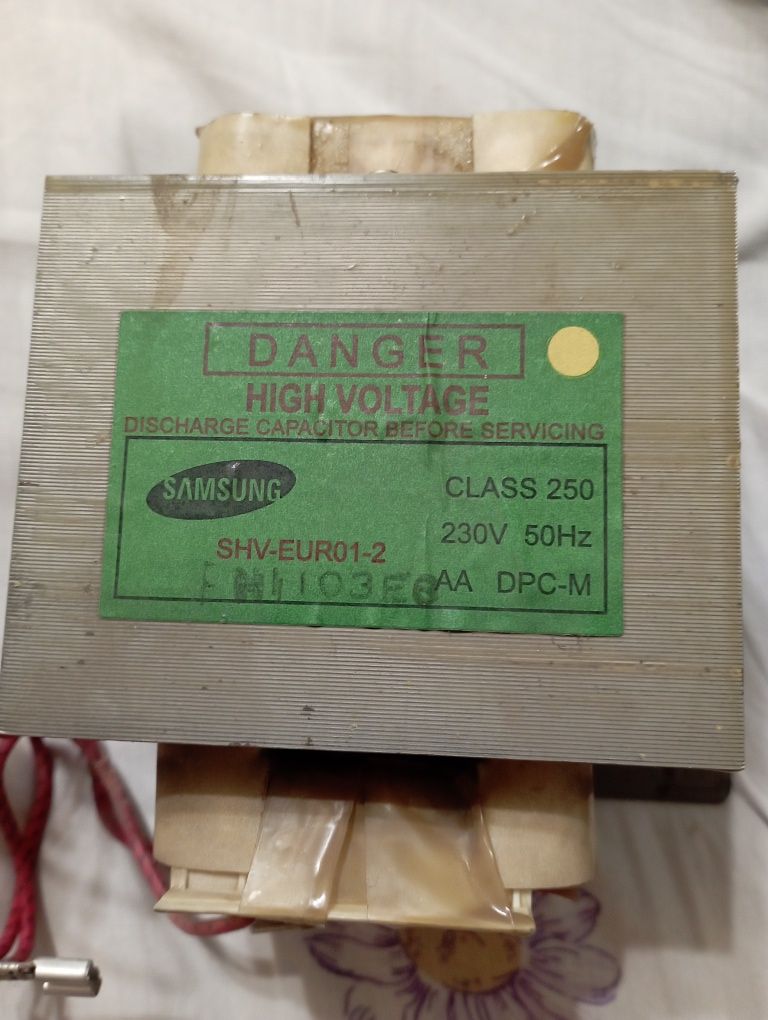 DANGER
HIGH VOLTAGE
DISCHARGE CAPACITOR BEFORE SERVICING
SAMSUNG
CLASS 250
230V 50Hz
SHV-EUR01-2
AA DPC-M